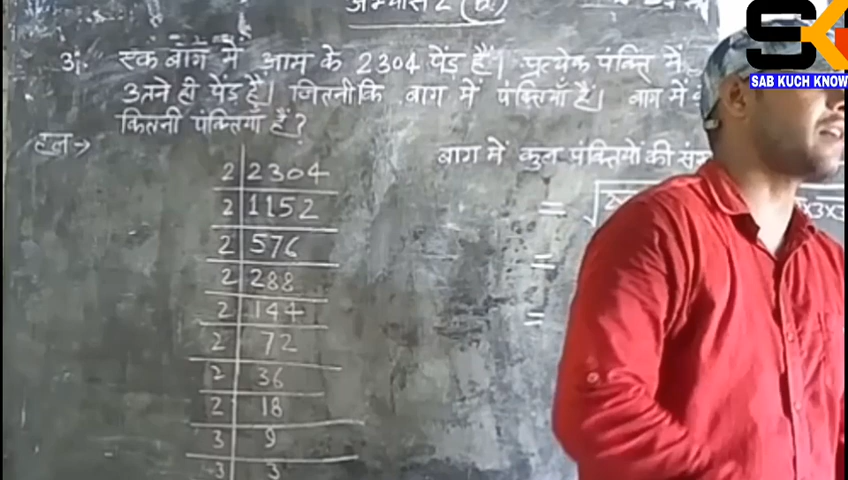 अभ्यास 2 (b)
3. एक बाग में आम के 2304 पेंड़ हैं। प्रत्येक पंक्ति में
उतने ही पेंड़ हैं। जितनीकि बाग में पंक्तियाँ हैं। बाग में
कितनी पंक्तियाँ हैं?
हल→
2 2304
2 1152
2 576
2 288
2 144
2 72
2 36
2 18
3 9
3 3
बाग में कुल पंक्तियों की
= √
=
=
SK
SAB KUCH KNOW